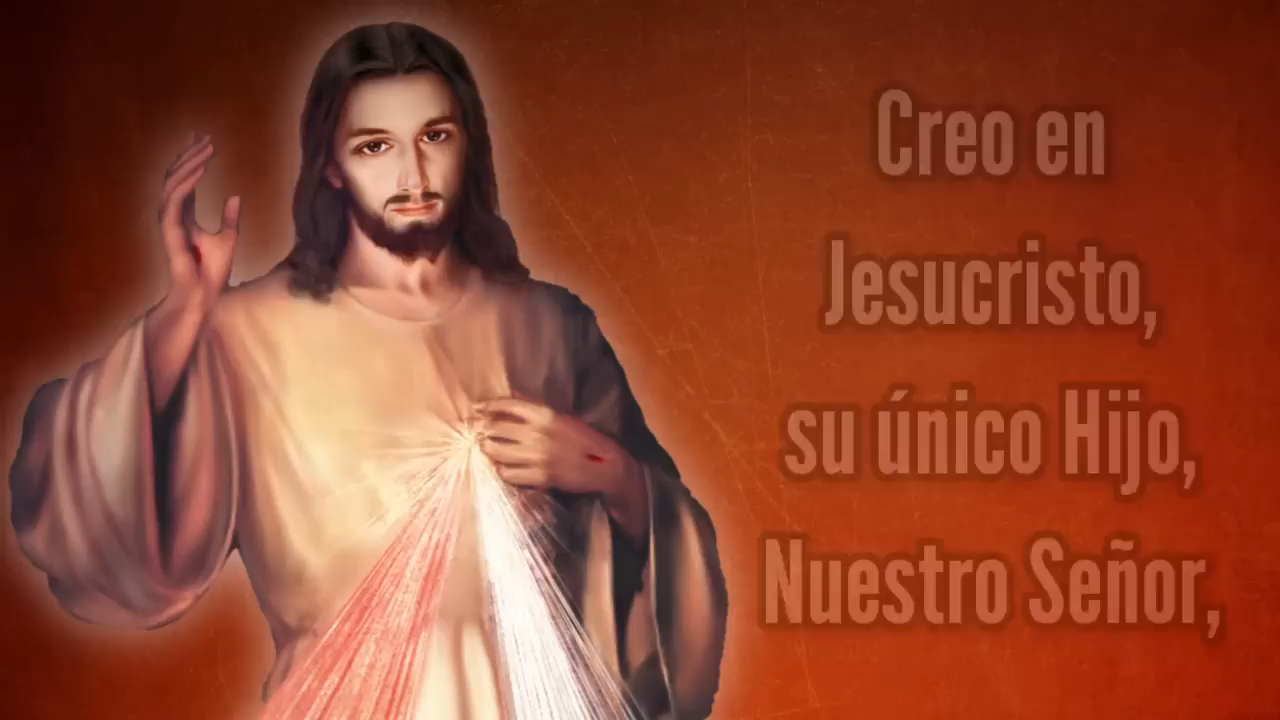 Creo en
Jesucristo,
su único Hijo,
Nuestro Señor,